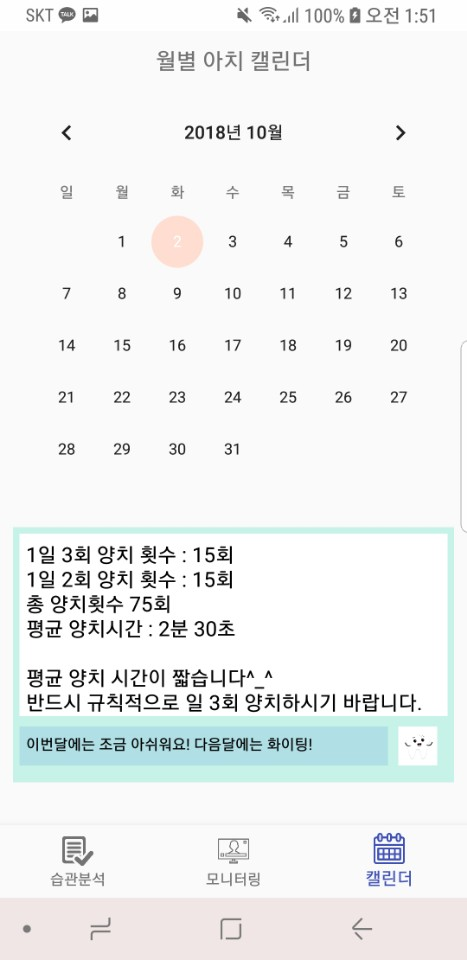 SKT TALK 100% 오전 1:51
월별 아치 캘린더
2018년 10월
일 월 화 수 목 금 토
1 2 3 4 5 6
7 8 9 10 11 12 13
14 15 16 17 18 19 20
21 22 23 24 25 26 27
28 29 30 31
1일 3회 양치 횟수 : 15회
1일 2회 양치 횟수 : 15회
총 양치횟수 75회
평균 양치시간 : 2분 30초
평균 양치 시간이 짧습니다^_^
반드시 규칙적으로 일 3회 양치하시기 바랍니다.
이번달에는 조금 아쉬워요! 다음달에는 화이팅!
습관분석 모니터링 캘린더